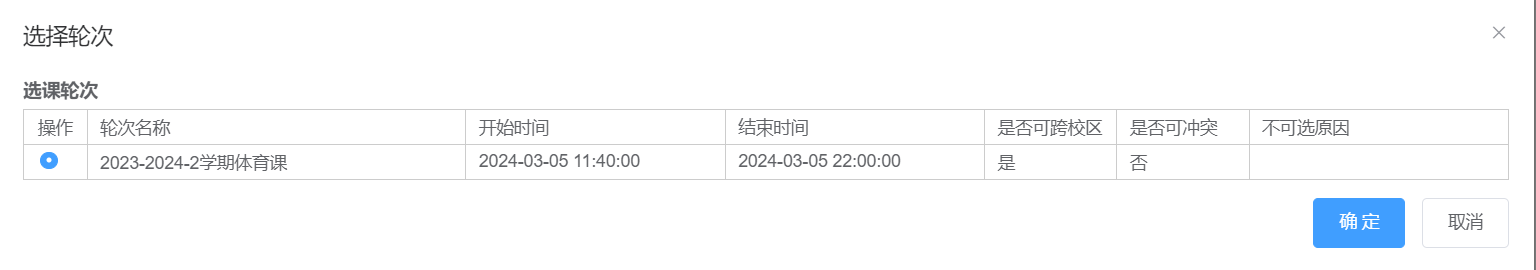 选择轮次
选课轮次
操作 轮次名称 开始时间 结束时间 是否可跨校区 是否可冲突 不可选原因
2023-2024-2学期体育课 2024-03-05 11:40:00 2024-03-05 22:00:00 是 否
确 定 取消